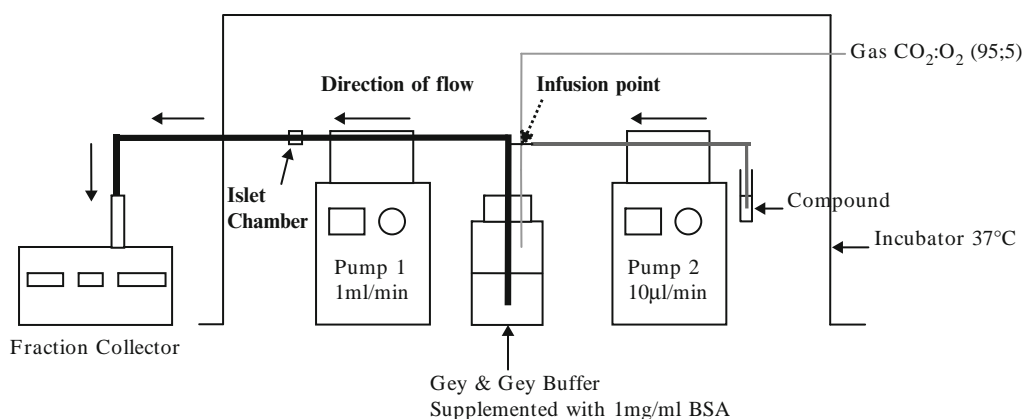 Gas CO₂:O₂ (95;5)
Direction of flow
Infusion point
Islet
Chamber
Compound
Incubator 37°C
Pump 1
1ml/min
Pump 2
10μl/min
Fraction Collector
Gey & Gey Buffer
Supplemented with 1mg/ml BSA